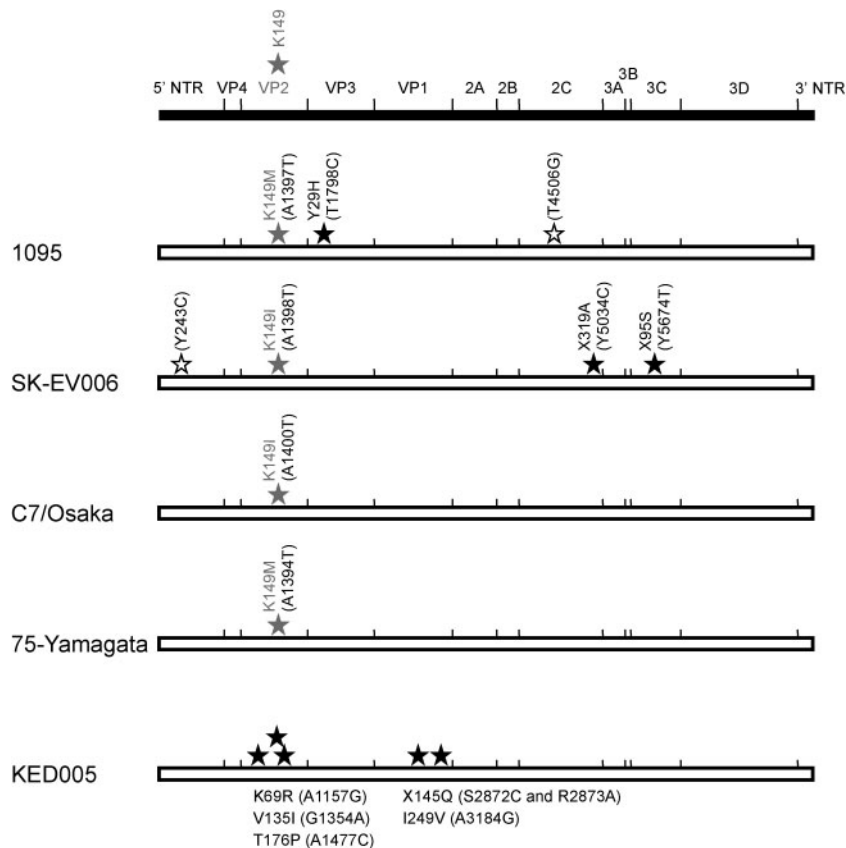 K149
5' NTR VP4 VP2 VP3 VP1 2A 2B 2C 3A 3B 3C 3D 3' NTR
K149M
(A1397T)
Y29H
(T1798C)
(T4506G)
1095
(Y243C)
K149I
(A1398T)
X319A
(Y5034C)
X95S
(Y5674T)
SK-EV006
K149I
(A1400T)
C7/Osaka
K149M
(A1394T)
75-Yamagata
KED005
K69R (A1157G)
V135I (G1354A)
T176P (A1477C)
X145Q (S2872C and R2873A)
I249V (A3184G)